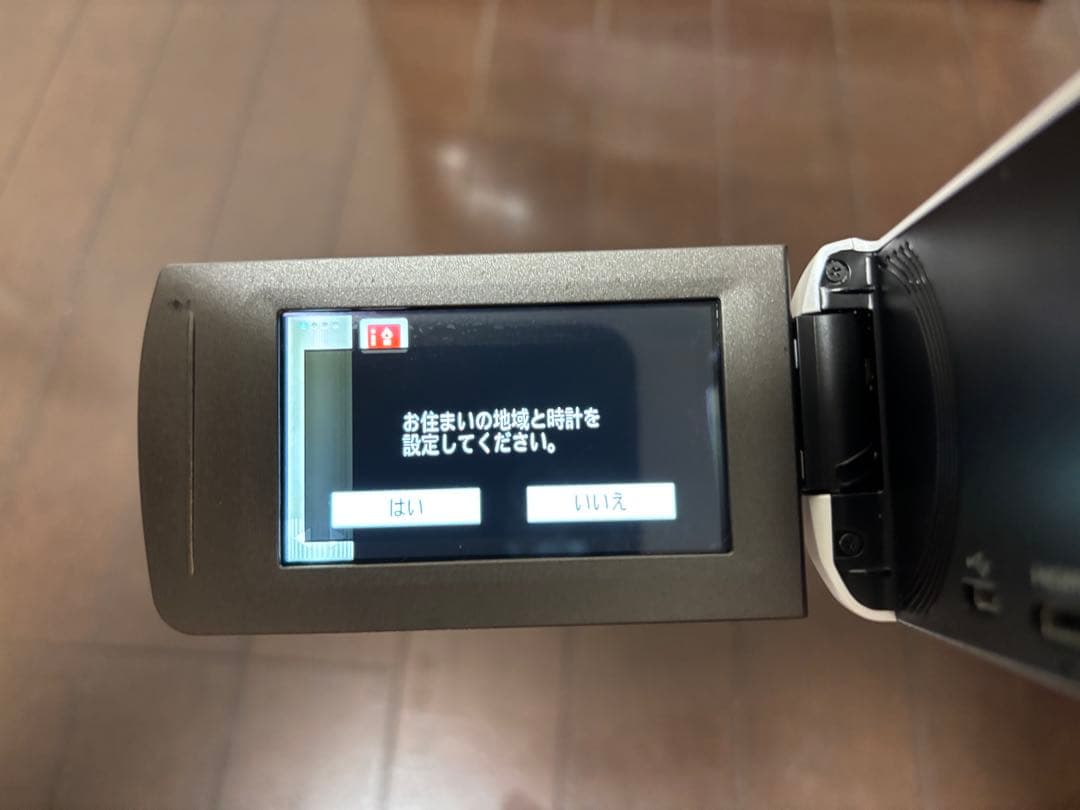 お住まいの地域と時計を
設定してください。
はい
いいえ